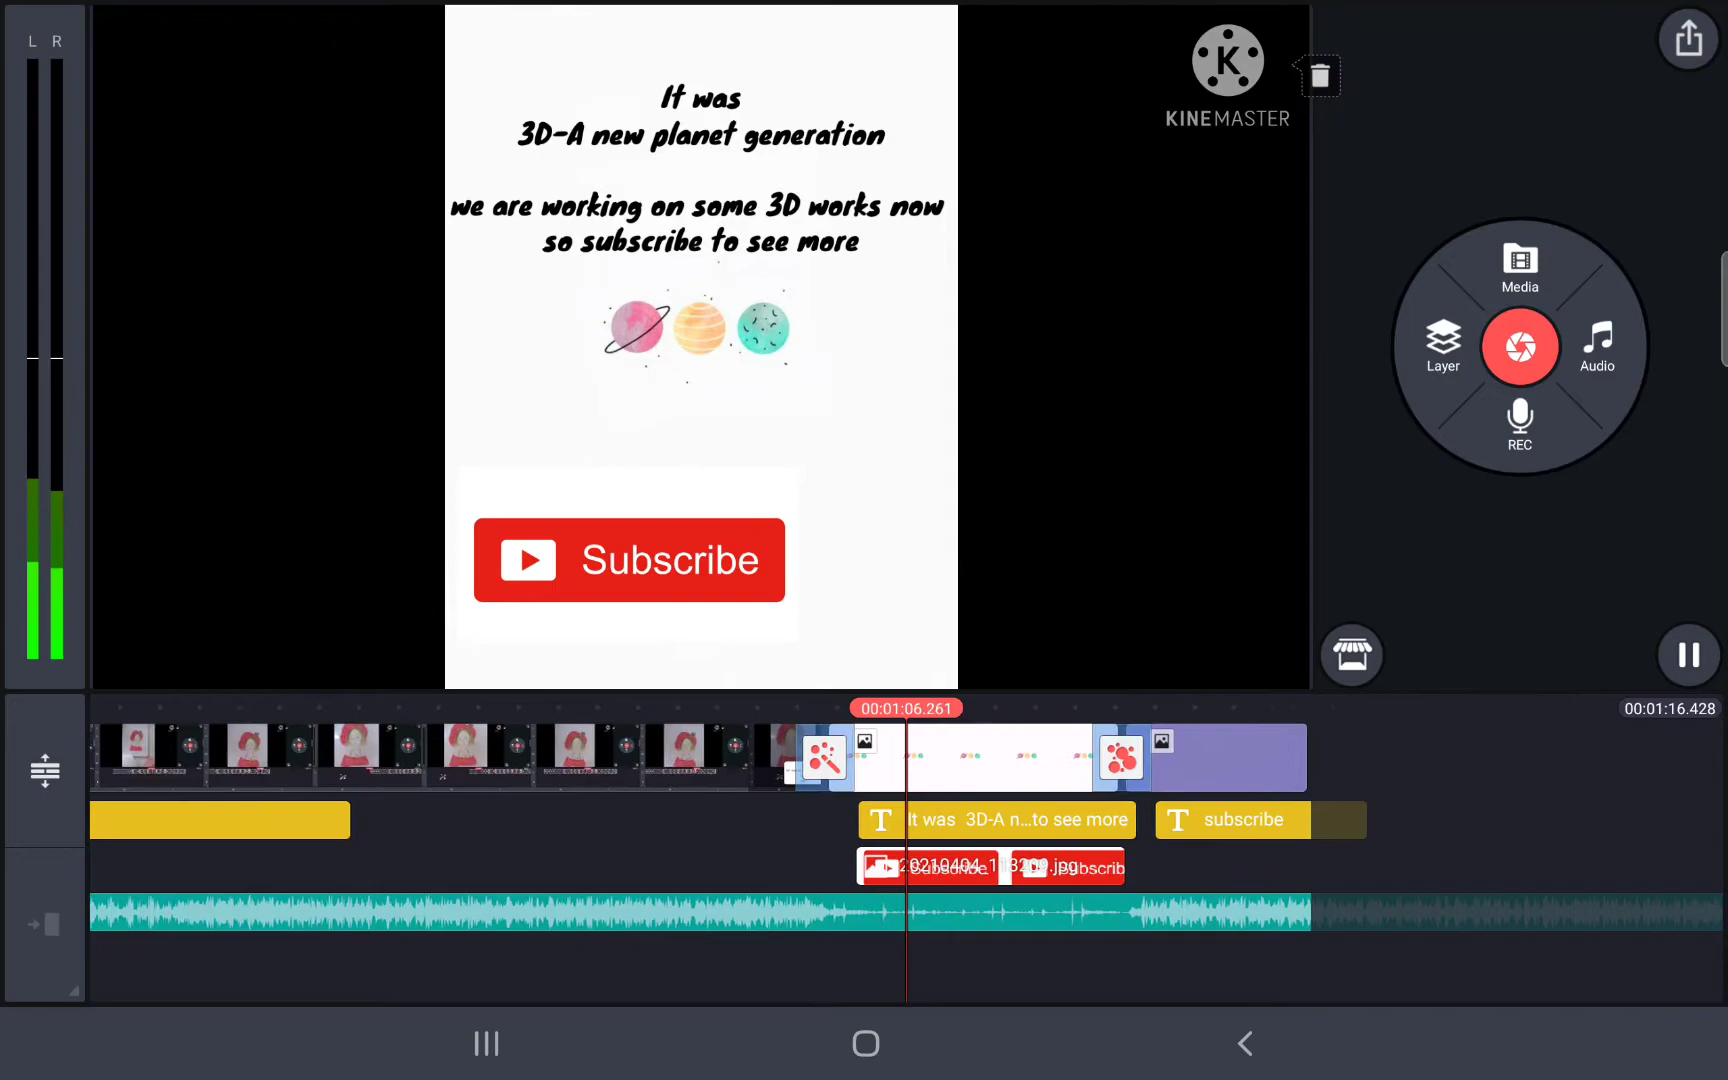 L R
It was
3D-A new planet generation
we are working on some 3D works now
so subscribe to see more
Subscribe
K
KINEMASTER
Media
Layer
Audio
REC
00:01:06.261
00:01:16.428
T It was 3D-A n...to see more
T subscribe
Subscribe
Subscrib